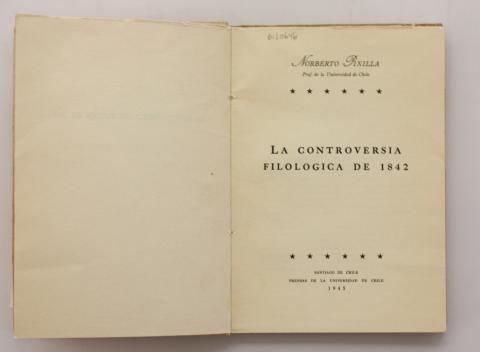 Norberto Pinilla
Prof. de la Universidad de Chile
★ ★ ★ ★ ★ ★
LA CONTROVERSIA
FILOLOGICA DE 1842
★ ★ ★ ★ ★ ★
SANTIAGO DE CHILE
PRENSAS DE LA UNIVERSIDAD DE CHILE
1945